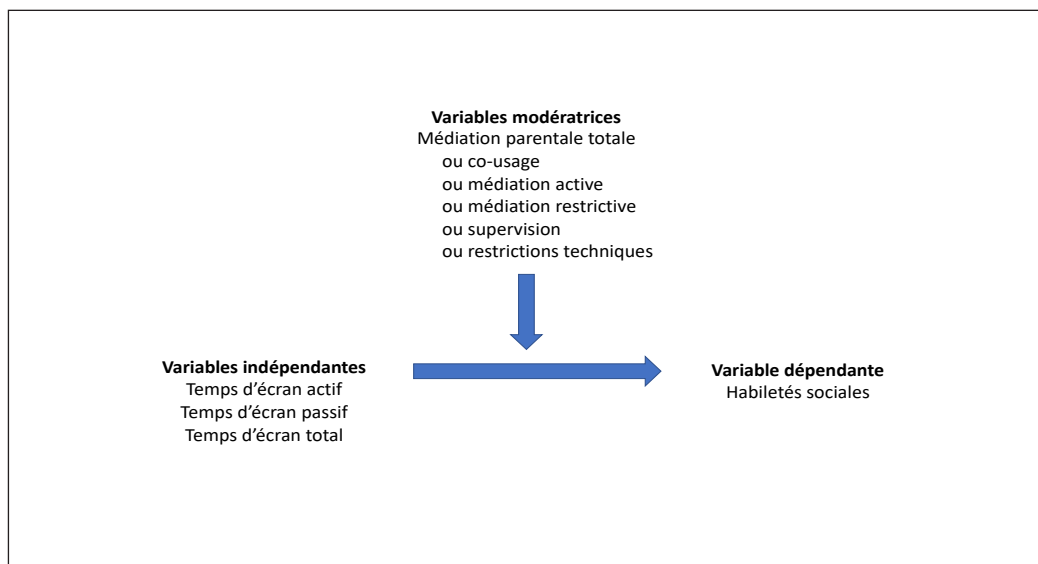 Variables modératrices
Médiation parentale totale
ou co-usage
ou médiation active
ou médiation restrictive
ou supervision
ou restrictions techniques
Variables indépendantes
Temps d’écran actif
Temps d’écran passif
Temps d’écran total
Variable dépendante
Habiletés sociales